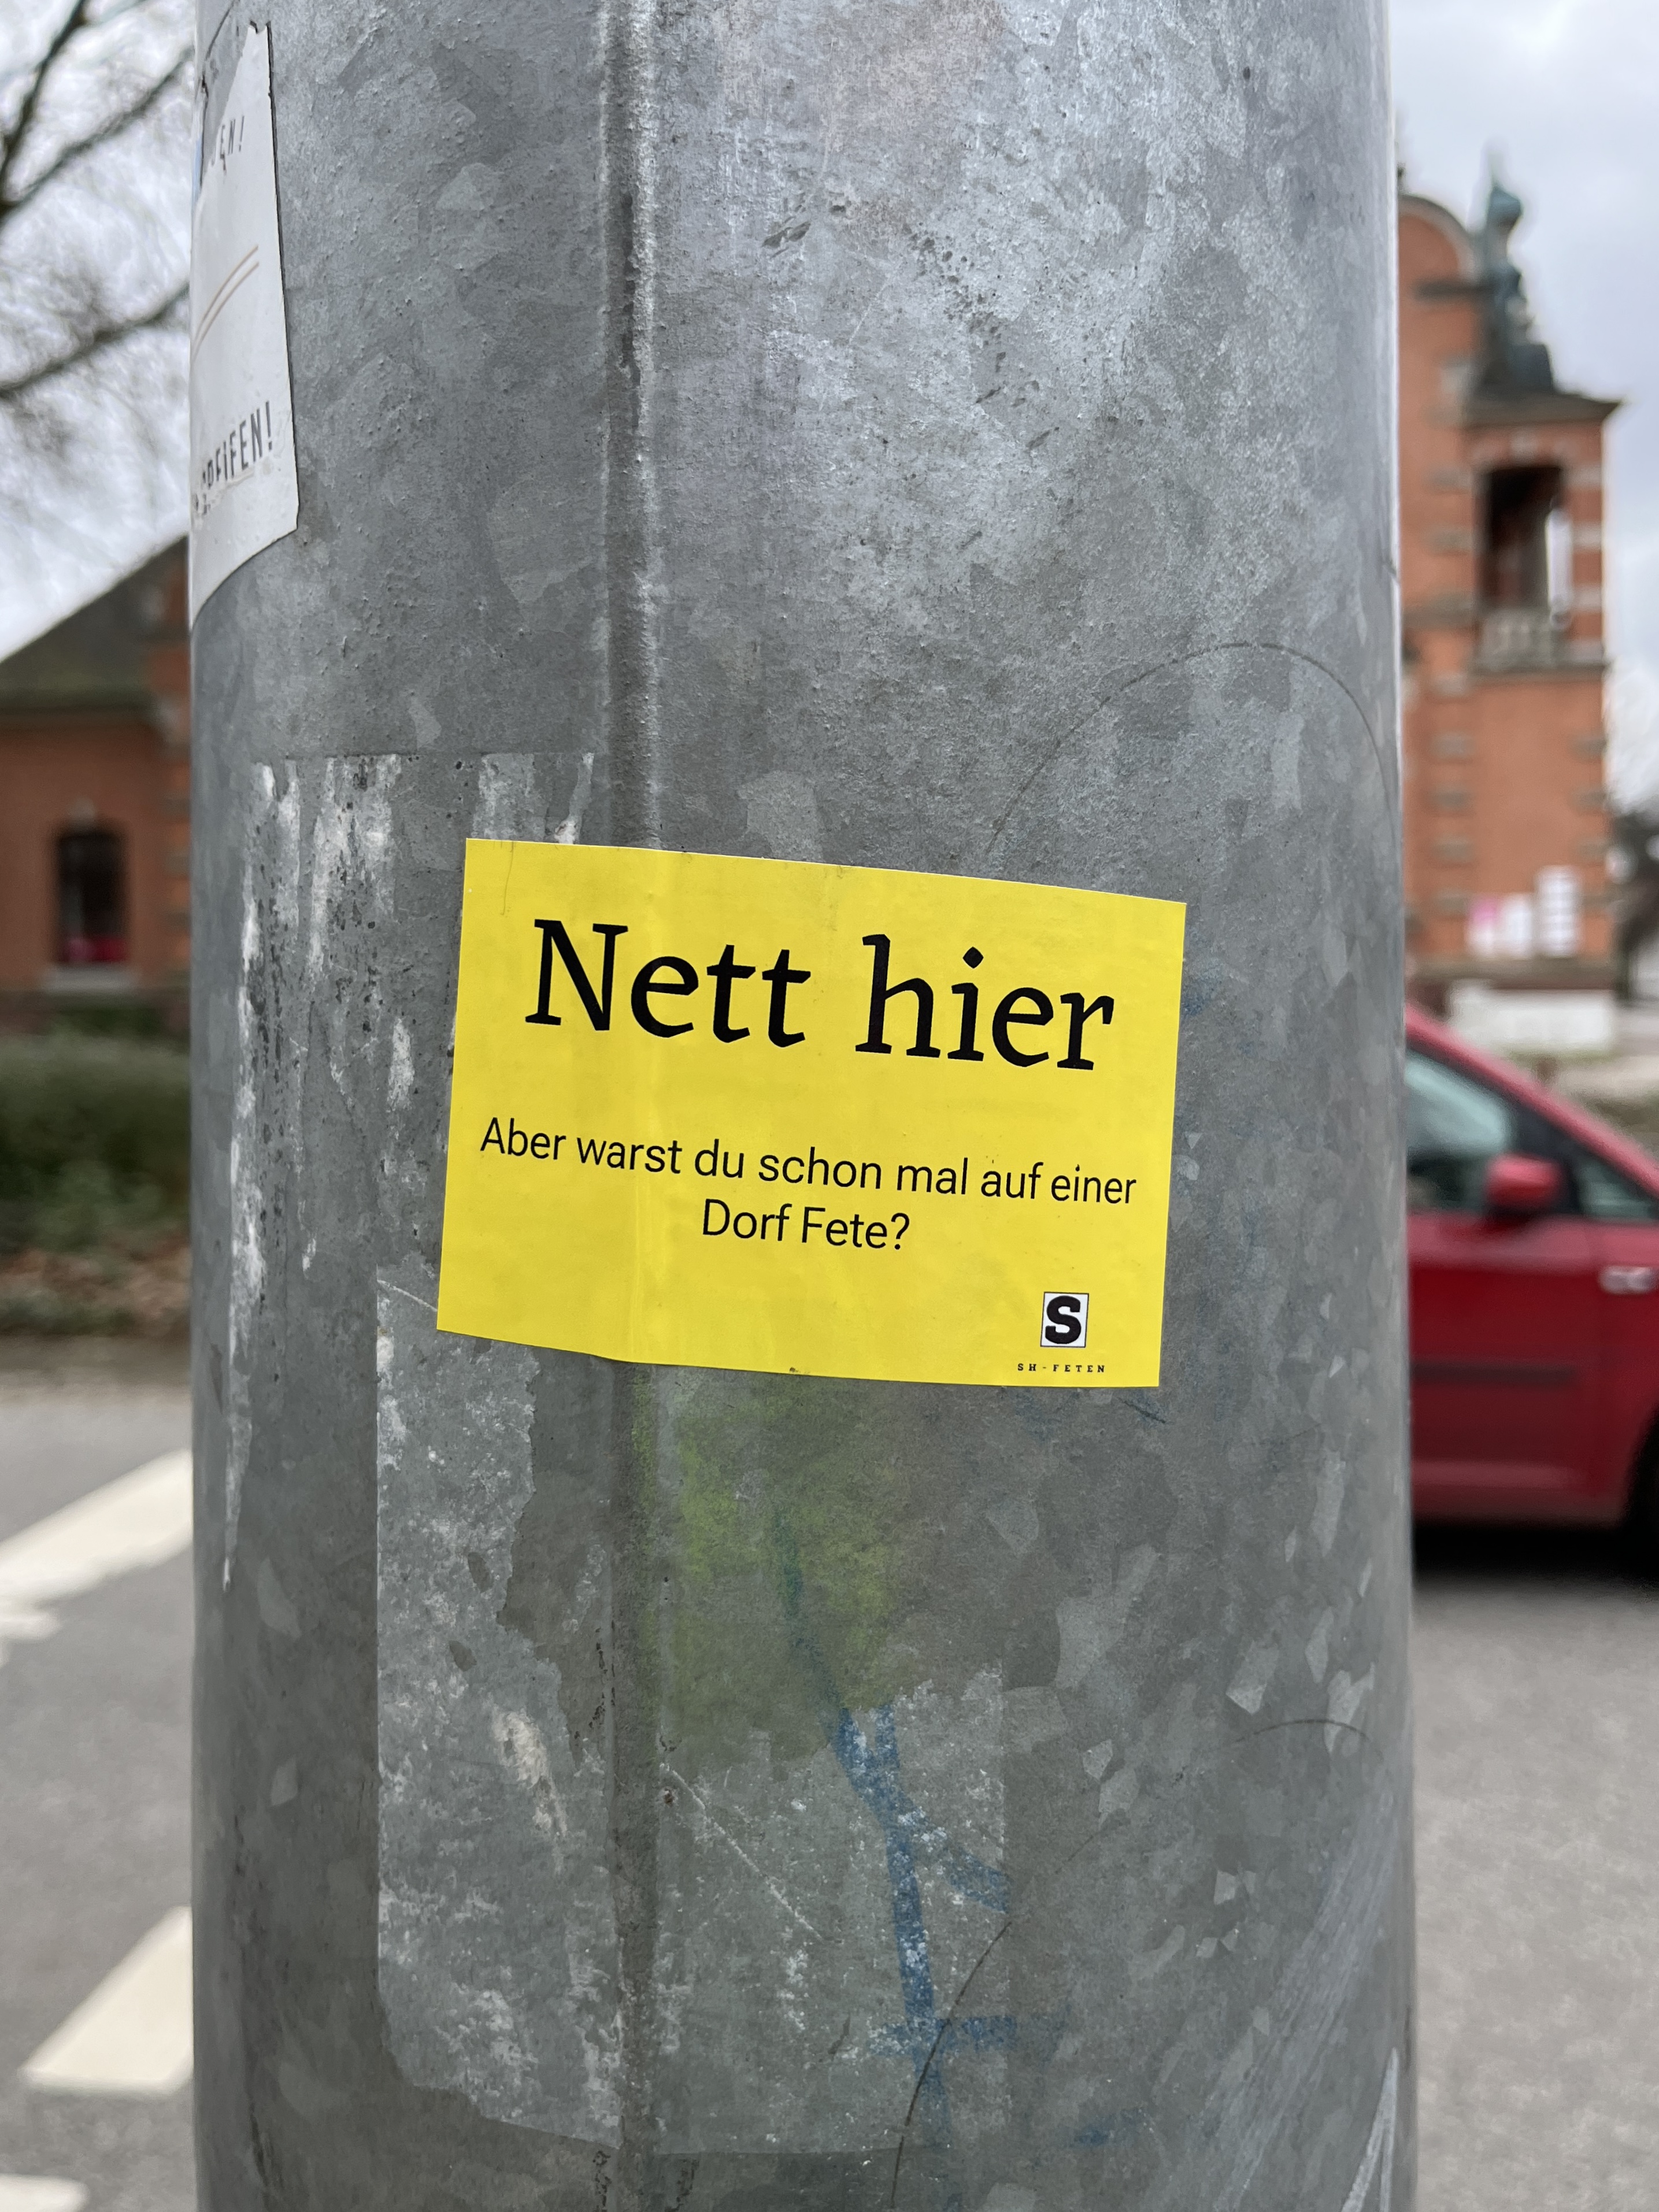 Nett hier
Aber warst du schon mal auf einer
Dorf Fete?
S
SH-FETEN